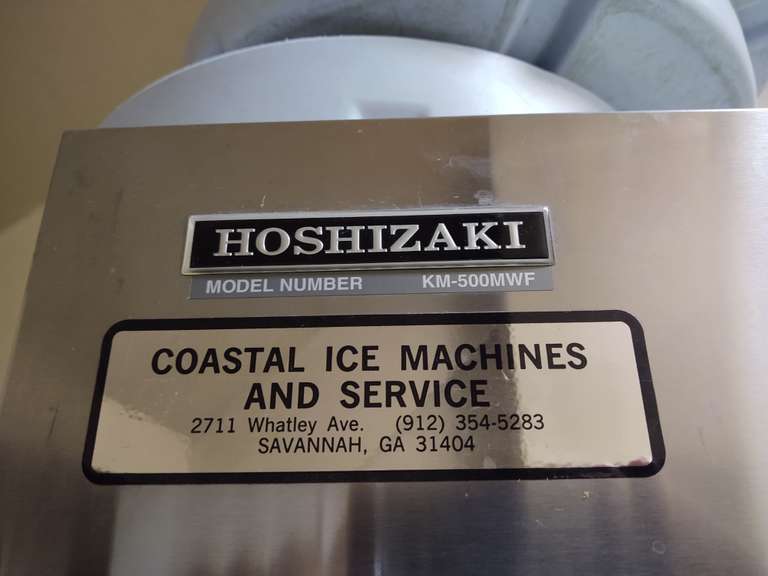 HOSHIZAKI
MODEL NUMBER KM-500MWF
COASTAL ICE MACHINES
AND SERVICE
2711 Whatley Ave. (912) 354-5283
SAVANNAH, GA 31404